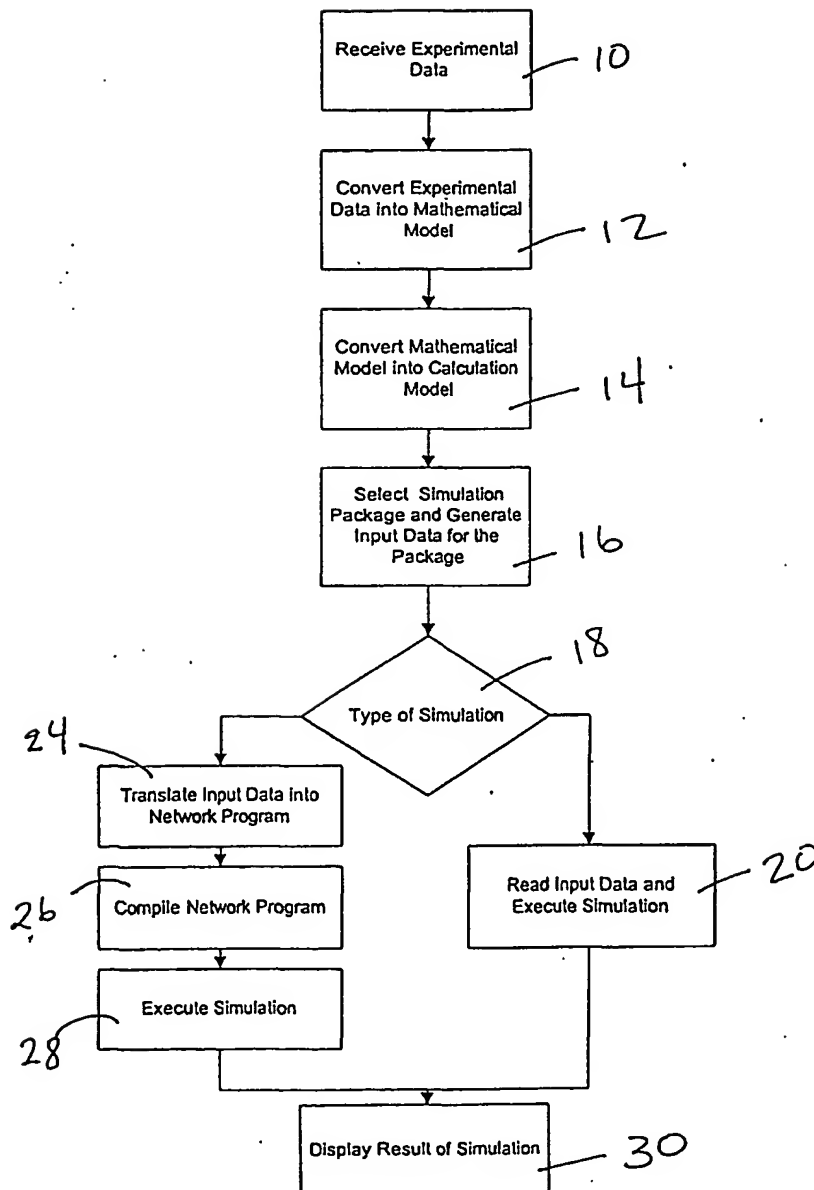 Receive Experimental
Data
10
Convert Experimental
Data into Mathematical
Model
12
Convert Mathematical
Model into Calculation
Model
14
Select Simulation
Package and Generate
Input Data for the
Package
16
18
Type of Simulation
24
Translate Input Data into
Network Program
26
Compile Network Program
20
Read Input Data and
Execute Simulation
28
Execute Simulation
Display Result of Simulation
30